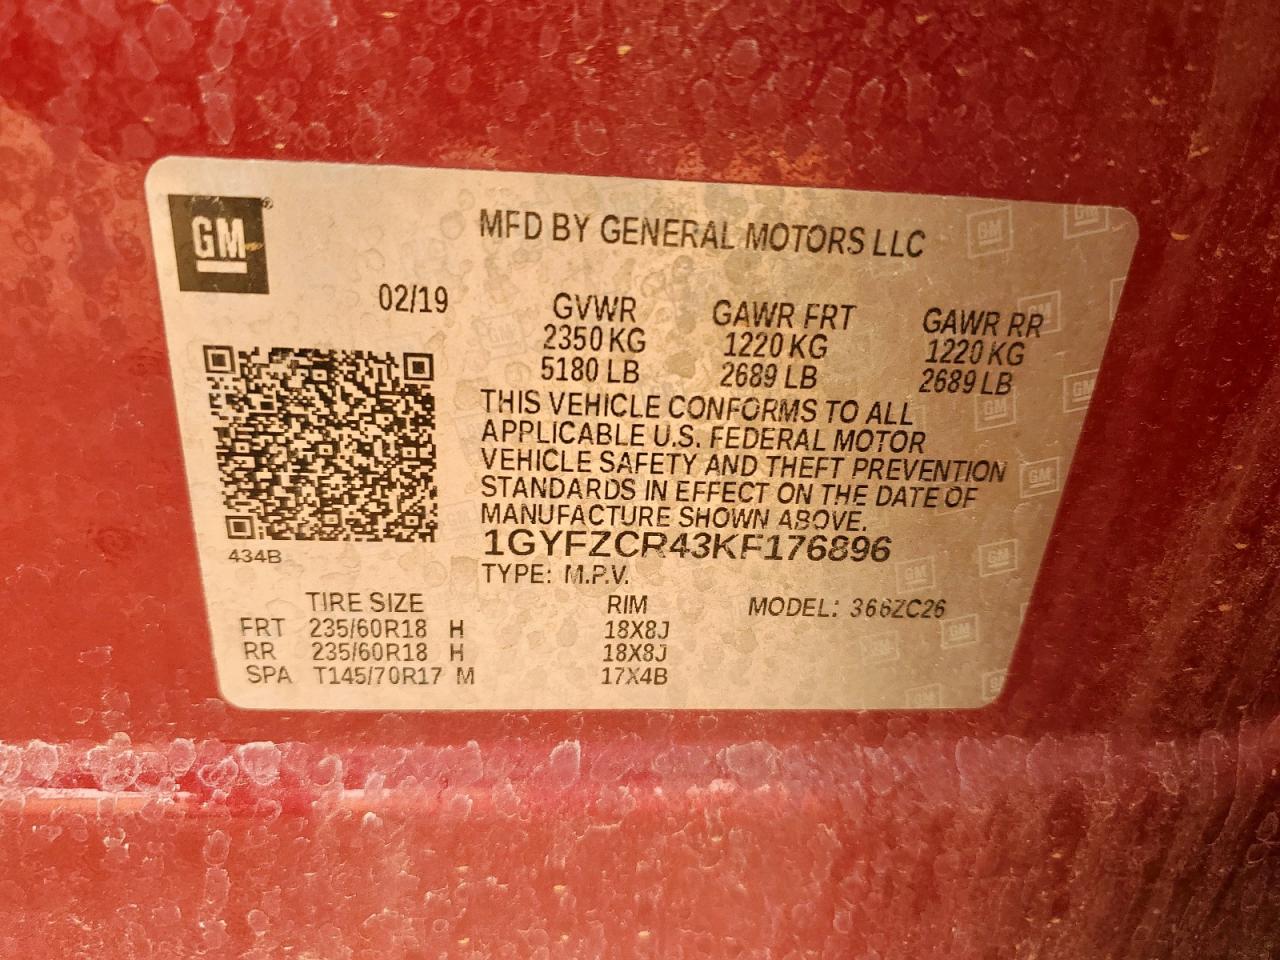 GM
MFD BY GENERAL MOTORS LLC
02/19
GVWR GAWR FRT GAWR RR
2350 KG 1220 KG 1220 KG
5180 LB 2689 LB 2689 LB
THIS VEHICLE CONFORMS TO ALL
APPLICABLE U.S. FEDERAL MOTOR
VEHICLE SAFETY AND THEFT PREVENTION
STANDARDS IN EFFECT ON THE DATE OF
MANUFACTURE SHOWN ABOVE.
434B
1GYFZCR43KF176896
TYPE: M.P.V.
TIRE SIZE RIM MODEL: 366ZC26
FRT 235/60R18 H 18X8J
RR 235/60R18 H 18X8J
SPA T145/70R17 M 17X4B